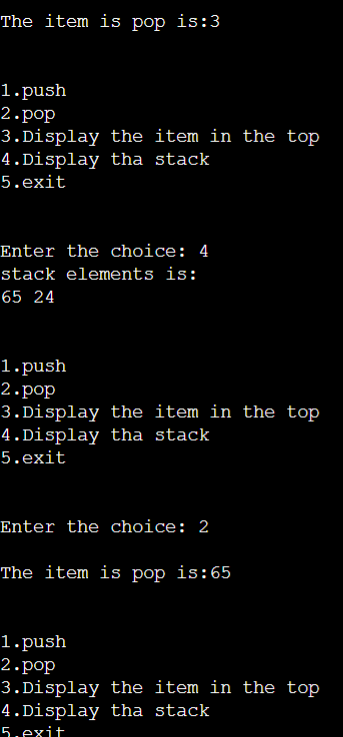 The item is pop is:3
1.push
2.pop
3.Display the item in the top
4.Display tha stack
5.exit
Enter the choice: 4
stack elements is:
65 24
1.push
2.pop
3.Display the item in the top
4.Display tha stack
5.exit
Enter the choice: 2
The item is pop is:65
1.push
2.pop
3.Display the item in the top
4.Display tha stack
5.exit